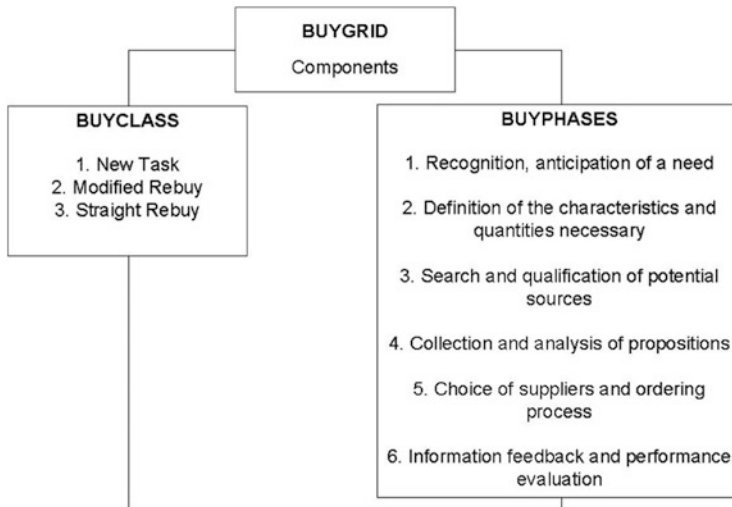 BUYGRID
Components
BUYCLASS
1. New Task
2. Modified Rebuy
3. Straight Rebuy
BUYPHASES
1. Recognition, anticipation of a need
2. Definition of the characteristics and
quantities necessary
3. Search and qualification of potential
sources
4. Collection and analysis of propositions
5. Choice of suppliers and ordering
process
6. Information feedback and performance
evaluation